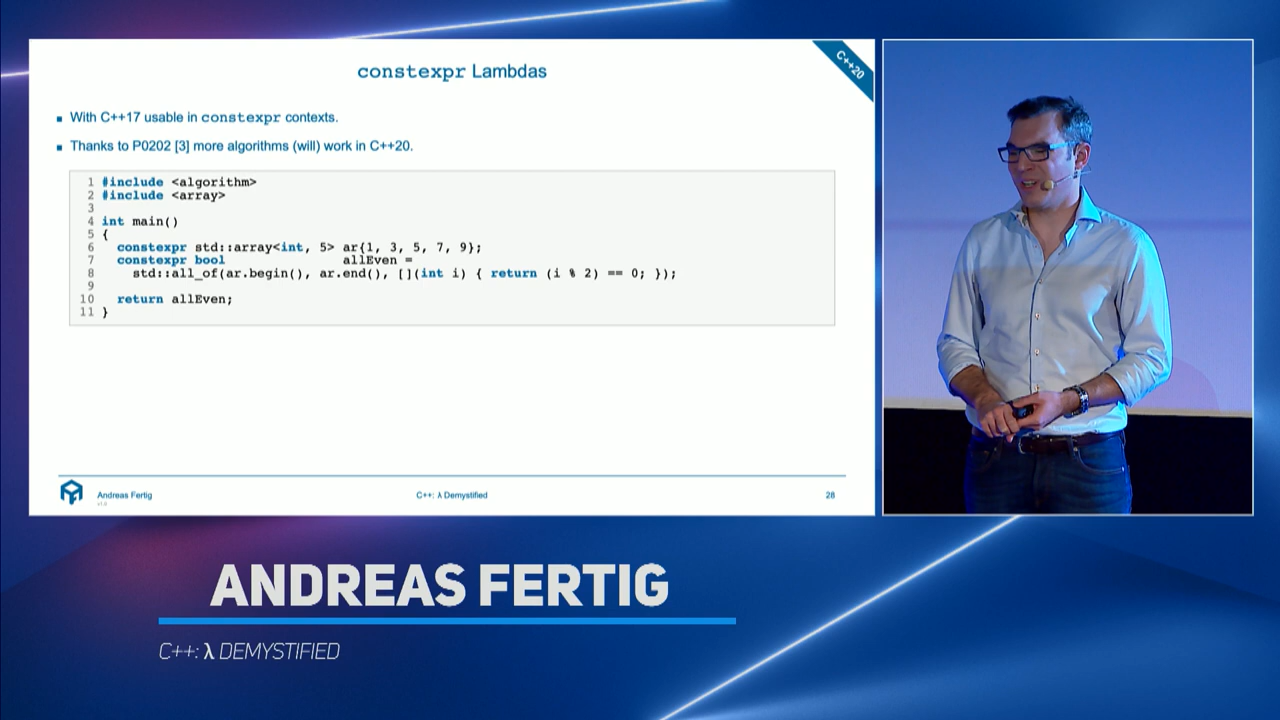 constexpr Lambdas
C++20
▪ With C++17 usable in constexpr contexts.
▪ Thanks to P0202 [3] more algorithms (will) work in C++20.
1 #include <algorithm>
2 #include <array>
3
4 int main()
5 {
6   constexpr std::array<int, 5> ar{1, 3, 5, 7, 9};
7   constexpr bool               allEven =
8     std::all_of(ar.begin(), ar.end(), [](int i) { return (i % 2) == 0; });
9
10   return allEven;
11 }
Andreas Fertig
v1.0
C++: λ Demystified
28
ANDREAS FERTIG
C++: λ DEMYSTIFIED